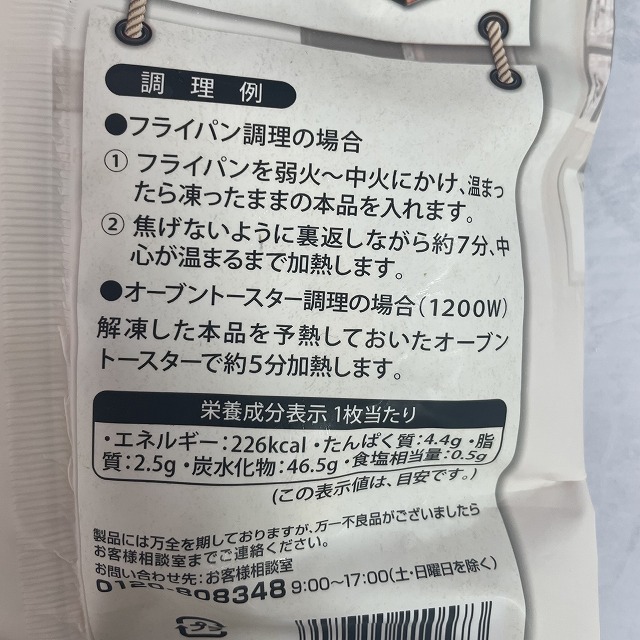 調理例
●フライパン調理の場合
① フライパンを弱火〜中火にかけ、温まっ
たら凍ったままの本品を入れます。
② 焦げないように裏返しながら約7分、中
心が温まるまで加熱します。
●オーブントースター調理の場合（1200W）
解凍した本品を予熱しておいたオーブン
トースターで約5分加熱します。
栄養成分表示 1枚当たり
・エネルギー：226kcal・たんぱく質：4.4g・脂
質：2.5g・炭水化物：46.5g・食塩相当量：0.5g
(この表示値は、目安です。)
製品には万全を期しておりますが、万一不良品がございましたら
お客様相談室までご連絡ください。
お問い合わせ先：お客様相談室
0120-808348 9:00〜17:00(土・日曜日を除く)
プラ